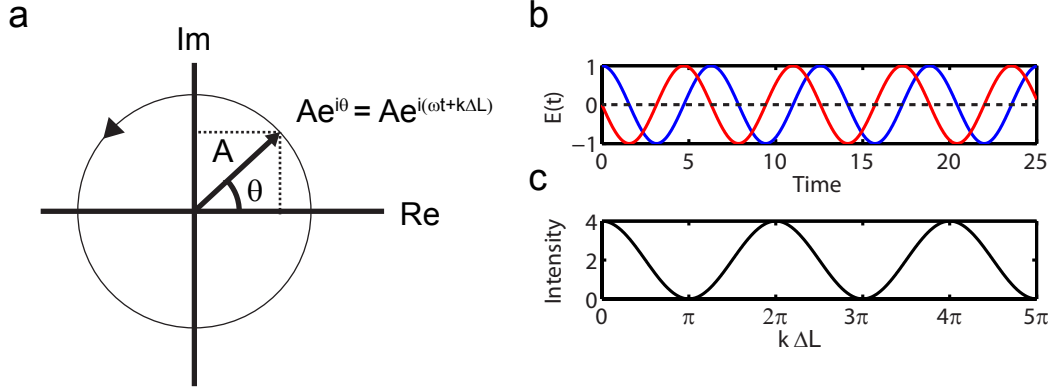 a
Im
Ae^{iθ} = Ae^{i(ωt+kΔL)}
A
θ
Re
b
E(t)
1
0
−1
0 5 10 15 20 25
Time
c
Intensity
4
2
0
0 π 2π 3π 4π 5π
k ΔL